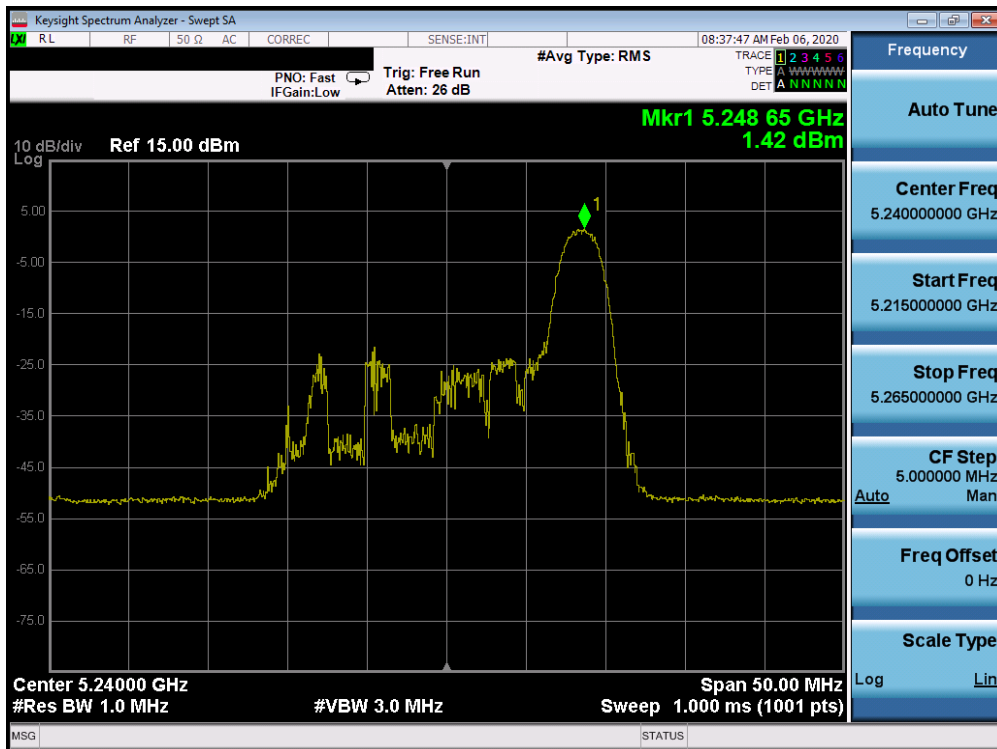 Keysight Spectrum Analyzer - Swept SA
LXI RL RF 50 Ω AC CORREC SENSE:INT 08:37:47 AM Feb 06, 2020
#Avg Type: RMS
TRACE 1 2 3 4 5 6
TYPE A WWWWW
DET A N N N N N
PNO: Fast
IFGain:Low
Trig: Free Run
Atten: 26 dB
Mkr1 5.248 65 GHz
1.42 dBm
10 dB/div Ref 15.00 dBm
Log
1
5.00
-5.00
-15.0
-25.0
-35.0
-45.0
-55.0
-65.0
-75.0
Center 5.24000 GHz Span 50.00 MHz
#Res BW 1.0 MHz #VBW 3.0 MHz Sweep 1.000 ms (1001 pts)
MSG STATUS
Frequency
Auto Tune
Center Freq
5.240000000 GHz
Start Freq
5.215000000 GHz
Stop Freq
5.265000000 GHz
CF Step
5.000000 MHz
Auto Man
Freq Offset
0 Hz
Scale Type
Log Lin